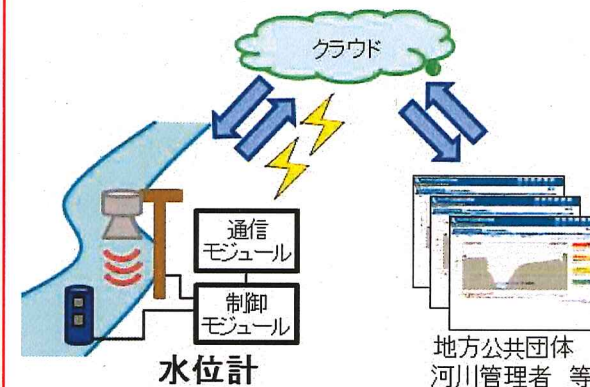 クラウド
通信
モジュール
制御
モジュール
水位計
地方公共団体
河川管理者 等